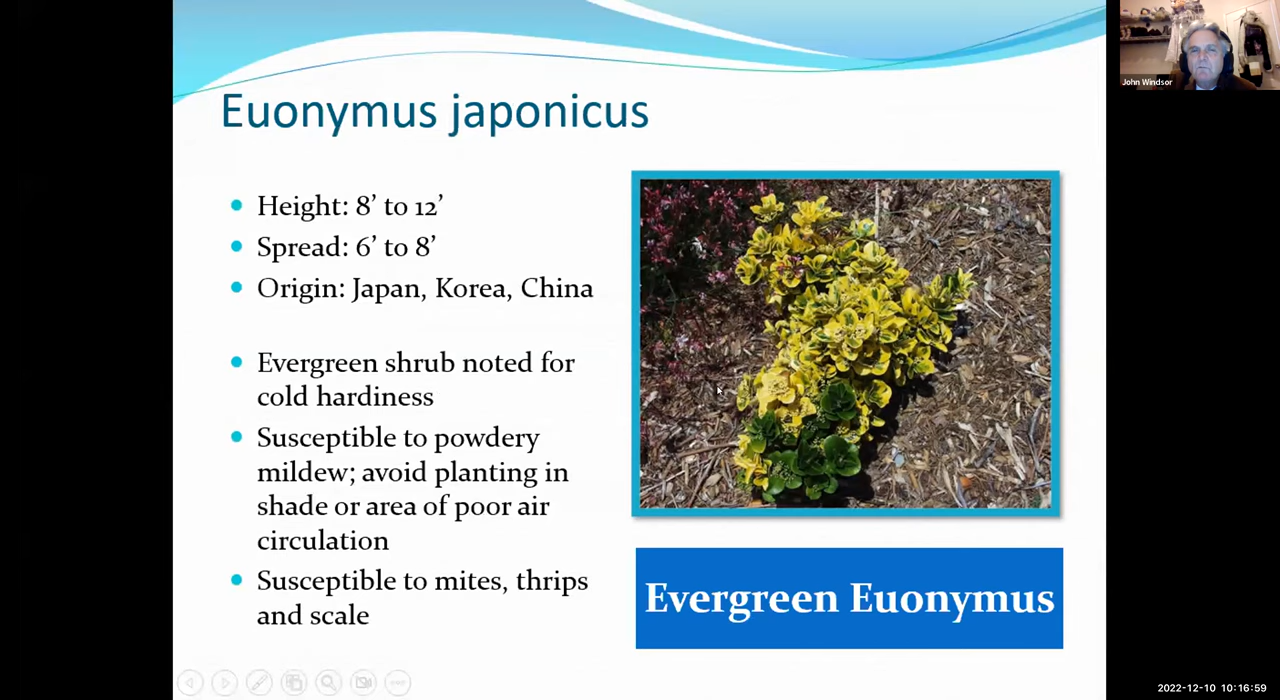 Euonymus japonicus
Height: 8’ to 12’
Spread: 6’ to 8’
Origin: Japan, Korea, China
Evergreen shrub noted for
cold hardiness
Susceptible to powdery
mildew; avoid planting in
shade or area of poor air
circulation
Susceptible to mites, thrips
and scale
Evergreen Euonymus
John Windsor
2022-12-10 10:16:59